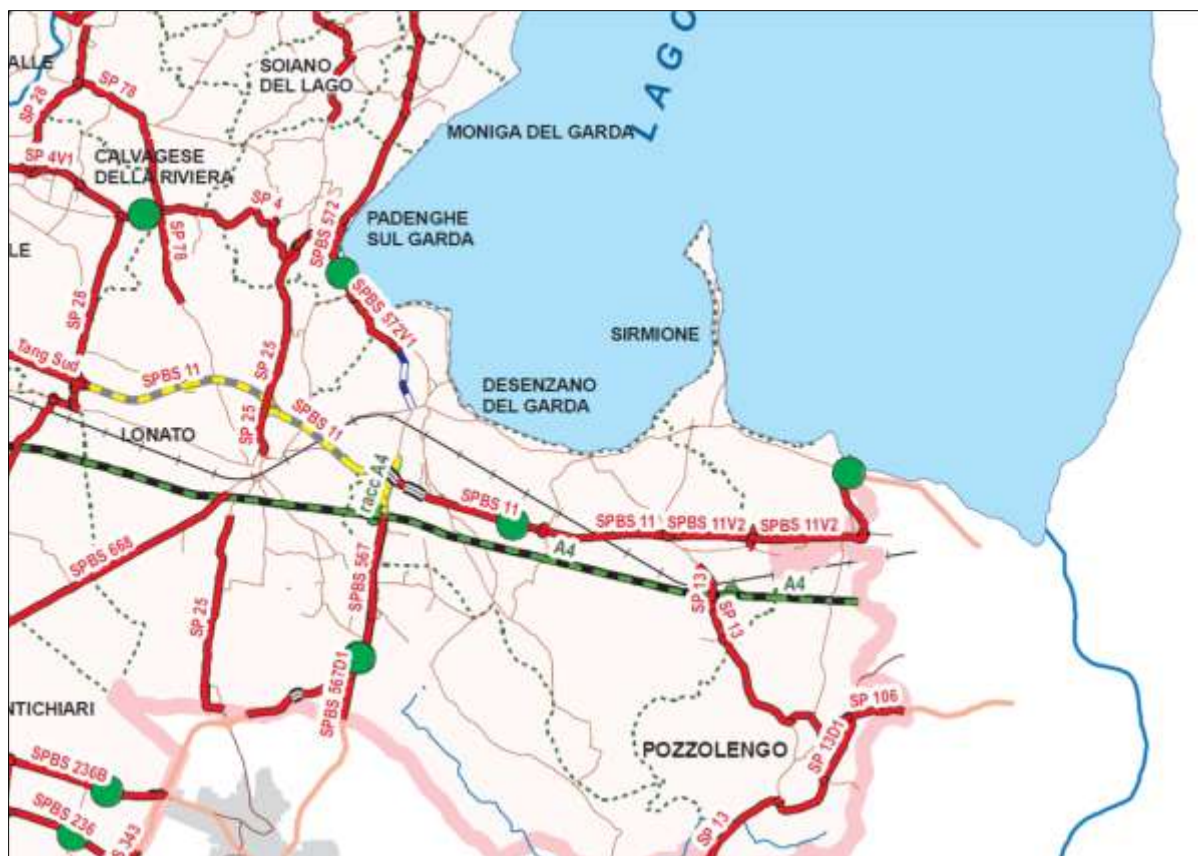 LAGO
ALLE
SP 28
SP 78
SOIANO
DEL LAGO
MONIGA DEL GARDA
SP 4V1
CALVAGESE
DELLA RIVIERA
SP 4
SP 78
SPBS 572
PADENGHE
SUL GARDA
LE
SP 28
SPBS 572V1
SIRMIONE
Tang Sud
SPBS 11
SP 25
DESENZANO
DEL GARDA
SPBS 11
LONATO
SP 25
racc A4
SPBS 11
SPBS 11
SPBS 11V2
SPBS 11V2
A4
SPBS 668
SPBS 567
SP 13
A4
SP 13
SP 25
SPBS 567D1
NTICHIARI
SP 106
SP 13D1
POZZOLENGO
SPBS 236B
SPBS 236
S 343
SP 13